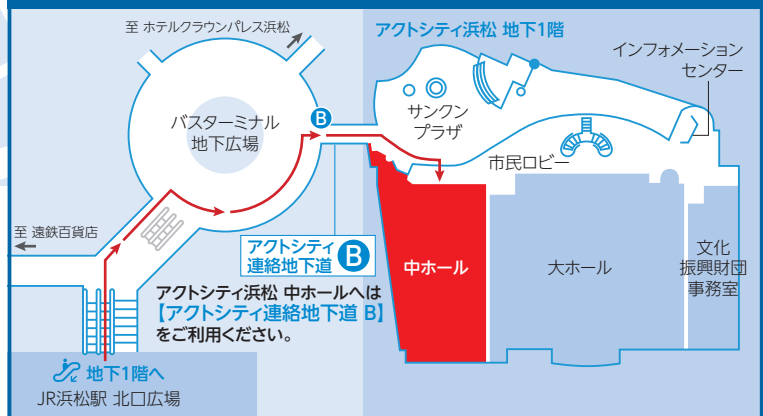 至 ホテルクラウンパレス浜松
アクトシティ浜松 地下1階
インフォメーション
センター
B
サンクン
プラザ
バスターミナル
地下広場
市民ロビー
至 遠鉄百貨店
アクトシティ
連絡地下道 B
中ホール
大ホール
文化
振興財団
事務室
アクトシティ浜松 中ホールへは
【アクトシティ連絡地下道 B】
をご利用ください。
地下1階へ
JR浜松駅 北口広場